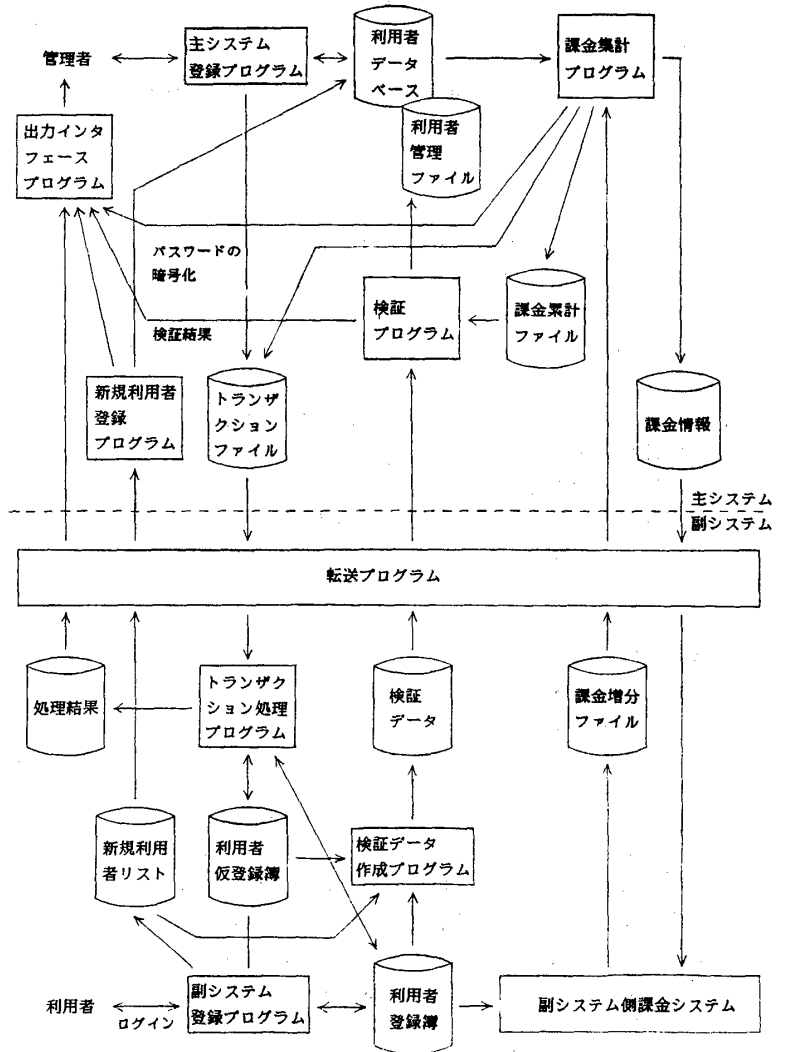 管理者
主システム
登録プログラム
利用者
データ
ベース
課金集計
プログラム
出力インタ
フェース
プログラム
利用者
管理
ファイル
パスワードの
暗号化
検証結果
検証
プログラム
課金累計
ファイル
新規利用者
登録
プログラム
トランザ
クション
ファイル
課金情報
主システム
副システム
転送プログラム
処理結果
トランザク
ション処理
プログラム
検証
データ
課金増分
ファイル
新規利用
者リスト
利用者
仮登録簿
検証データ
作成プログラム
利用者
ログイン
副システム
登録プログラム
利用者
登録簿
副システム側課金システム